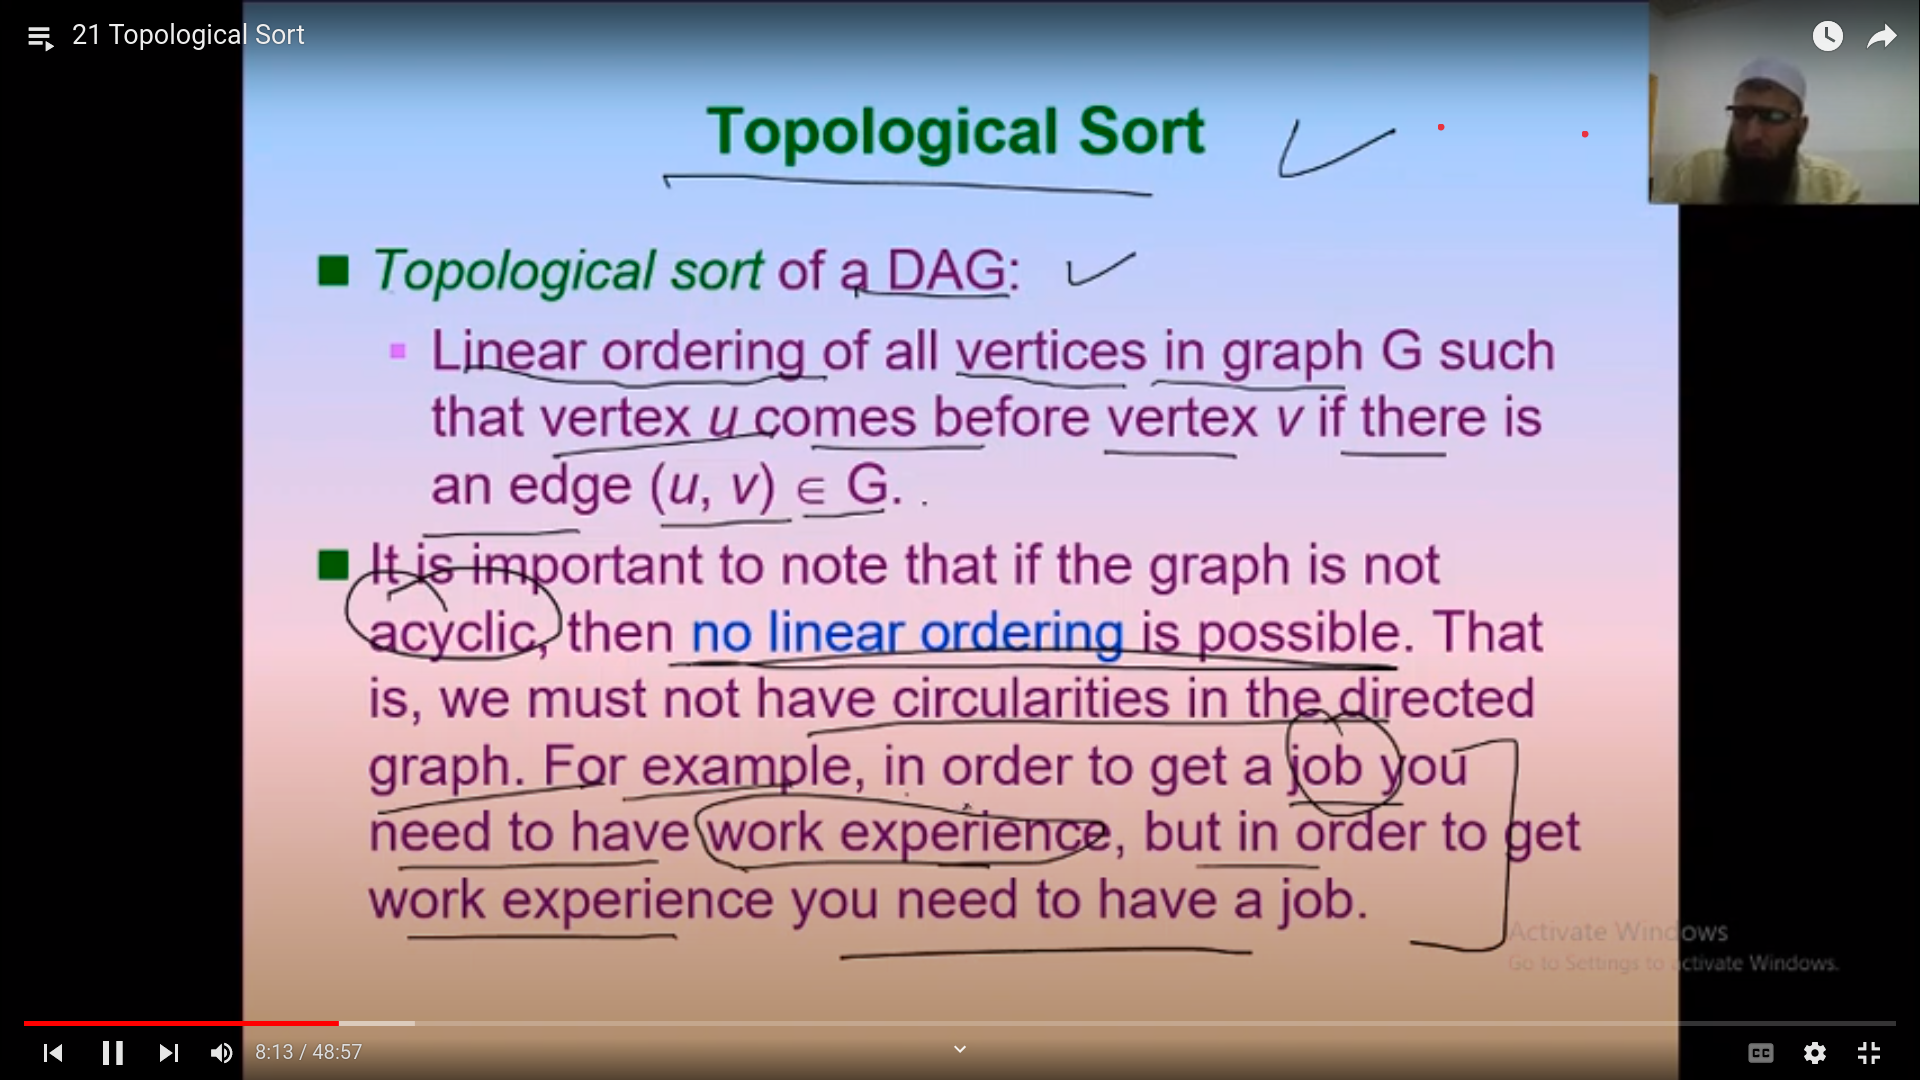 21 Topological Sort
Topological Sort
Topological sort of a DAG:
Linear ordering of all vertices in graph G such
that vertex u comes before vertex v if there is
an edge (u, v) ∈ G.
It is important to note that if the graph is not
acyclic, then no linear ordering is possible. That
is, we must not have circularities in the directed
graph. For example, in order to get a job you
need to have work experience, but in order to get
work experience you need to have a job.
Activate Windows
Go to Settings to activate Windows.
8:13 / 48:57
CC